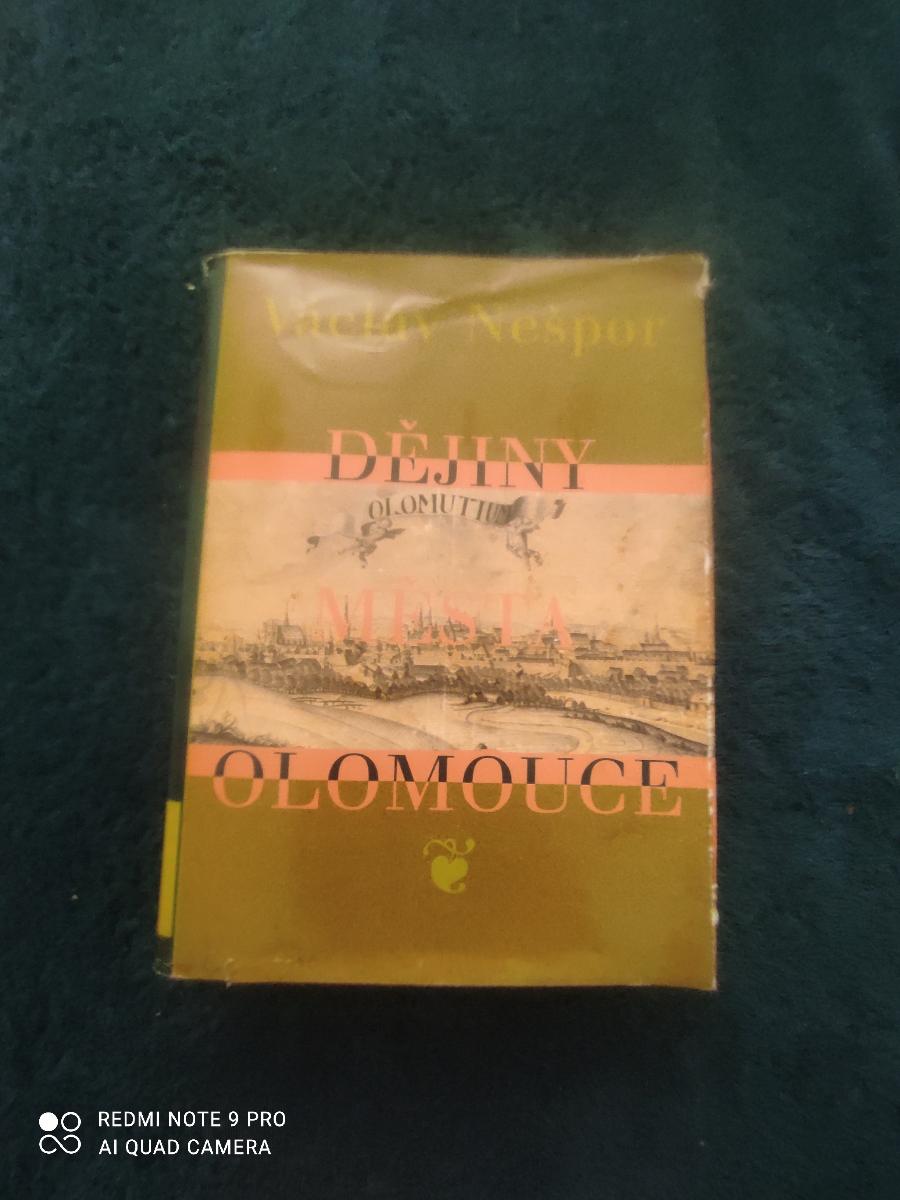 Václav Nešpor
DĚJINY
OLOMUTIUM
MĚSTA
OLOMOUCE
REDMI NOTE 9 PRO
AI QUAD CAMERA